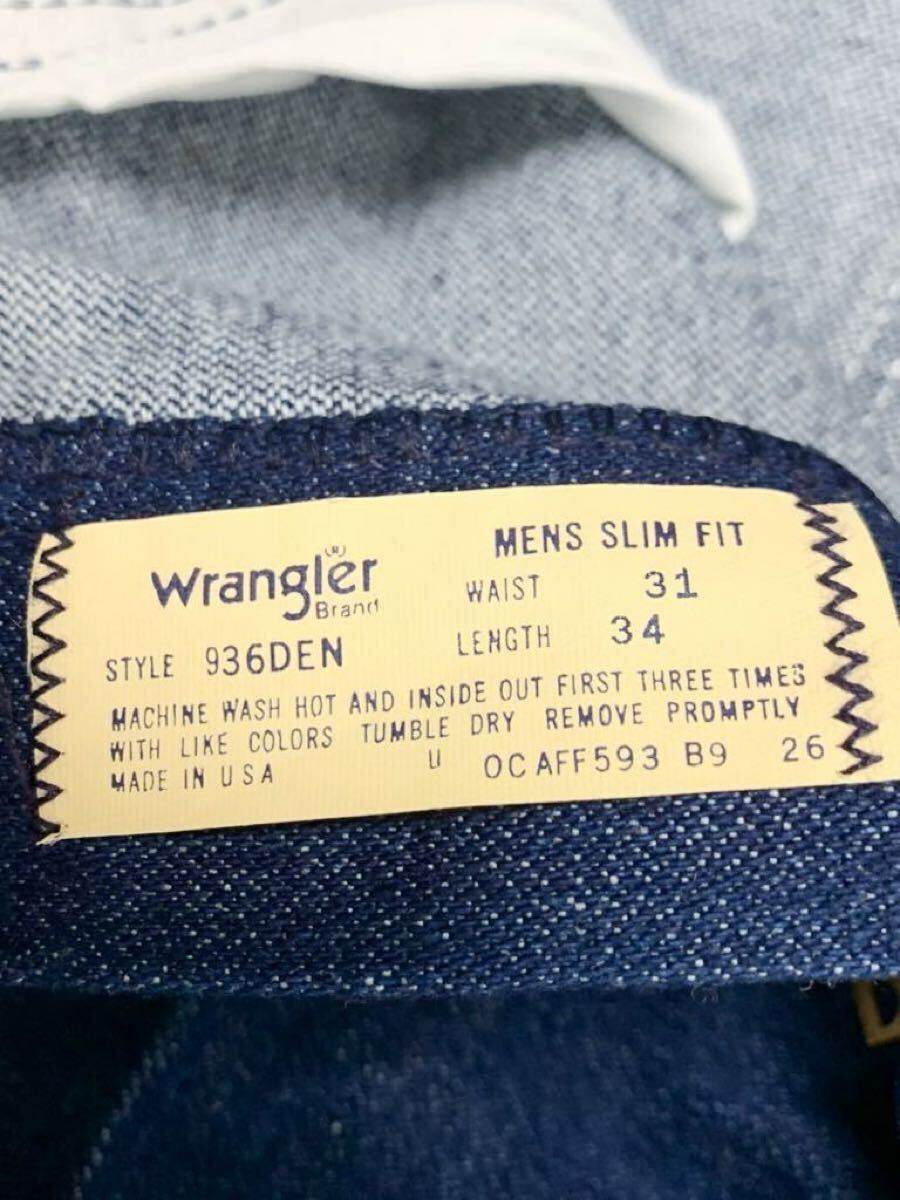 Wrangler®
Brand
MENS SLIM FIT
WAIST 31
STYLE 936DEN
LENGTH 34
MACHINE WASH HOT AND INSIDE OUT FIRST THREE TIMES
WITH LIKE COLORS TUMBLE DRY REMOVE PROMPTLY
MADE IN USA U OCAFF593 B9 26